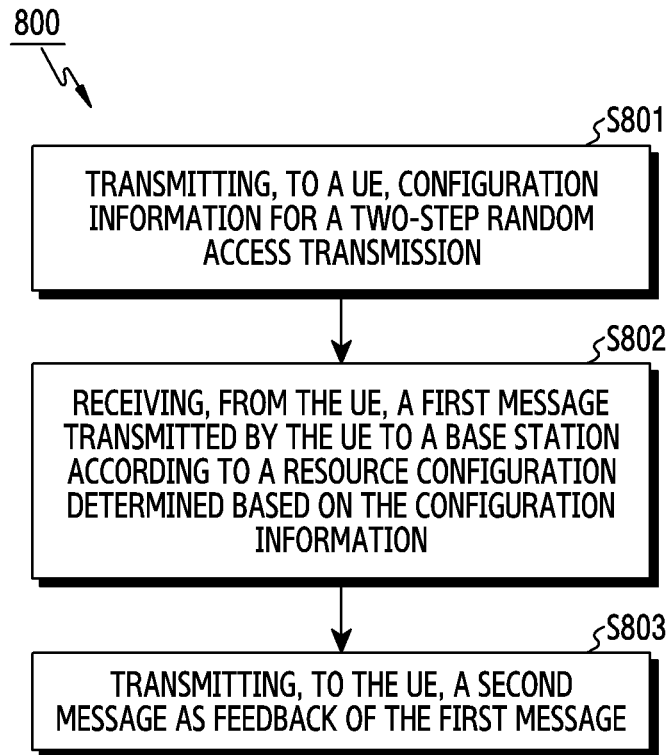 800
S801
TRANSMITTING, TO A UE, CONFIGURATION
INFORMATION FOR A TWO-STEP RANDOM
ACCESS TRANSMISSION
S802
RECEIVING, FROM THE UE, A FIRST MESSAGE
TRANSMITTED BY THE UE TO A BASE STATION
ACCORDING TO A RESOURCE CONFIGURATION
DETERMINED BASED ON THE CONFIGURATION
INFORMATION
S803
TRANSMITTING, TO THE UE, A SECOND
MESSAGE AS FEEDBACK OF THE FIRST MESSAGE